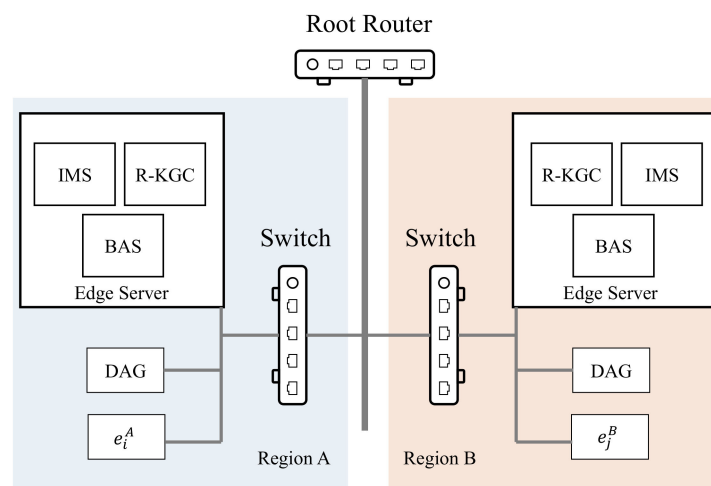 Root Router
IMS
R-KGC
BAS
Edge Server
DAG
e_i^A
Switch
Region A
Switch
Region B
R-KGC
IMS
BAS
Edge Server
DAG
e_j^B